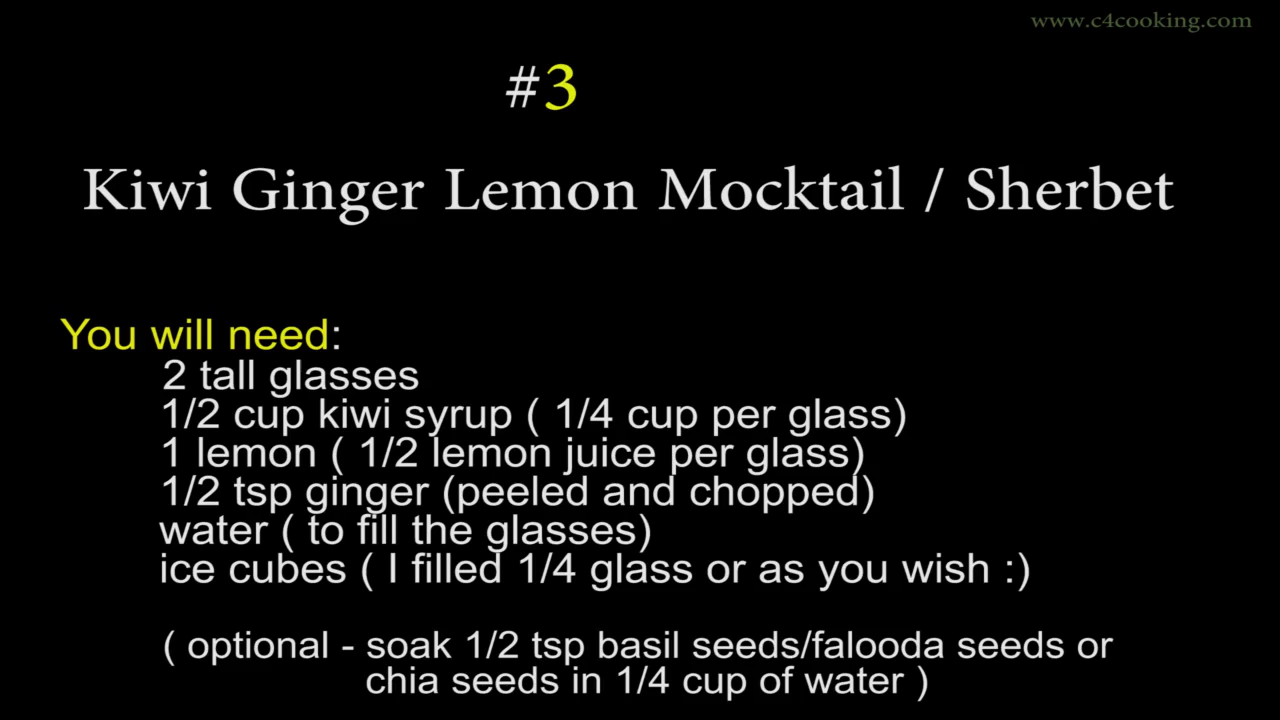 www.c4cooking.com
#3
Kiwi Ginger Lemon Mocktail / Sherbet
You will need:
2 tall glasses
1/2 cup kiwi syrup ( 1/4 cup per glass)
1 lemon ( 1/2 lemon juice per glass)
1/2 tsp ginger (peeled and chopped)
water ( to fill the glasses)
ice cubes ( I filled 1/4 glass or as you wish :)
( optional - soak 1/2 tsp basil seeds/falooda seeds or
chia seeds in 1/4 cup of water )